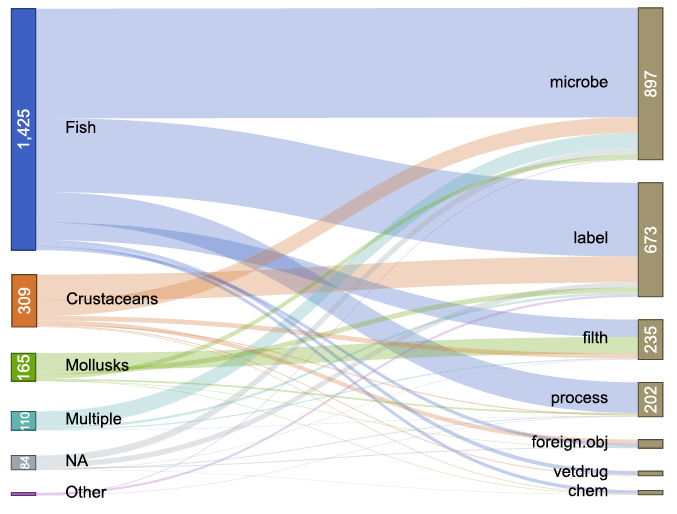 1,425
Fish
309
Crustaceans
165
Mollusks
110
Multiple
84
NA
Other
microbe
897
label
673
filth
235
process
202
foreign.obj
vetdrug
chem